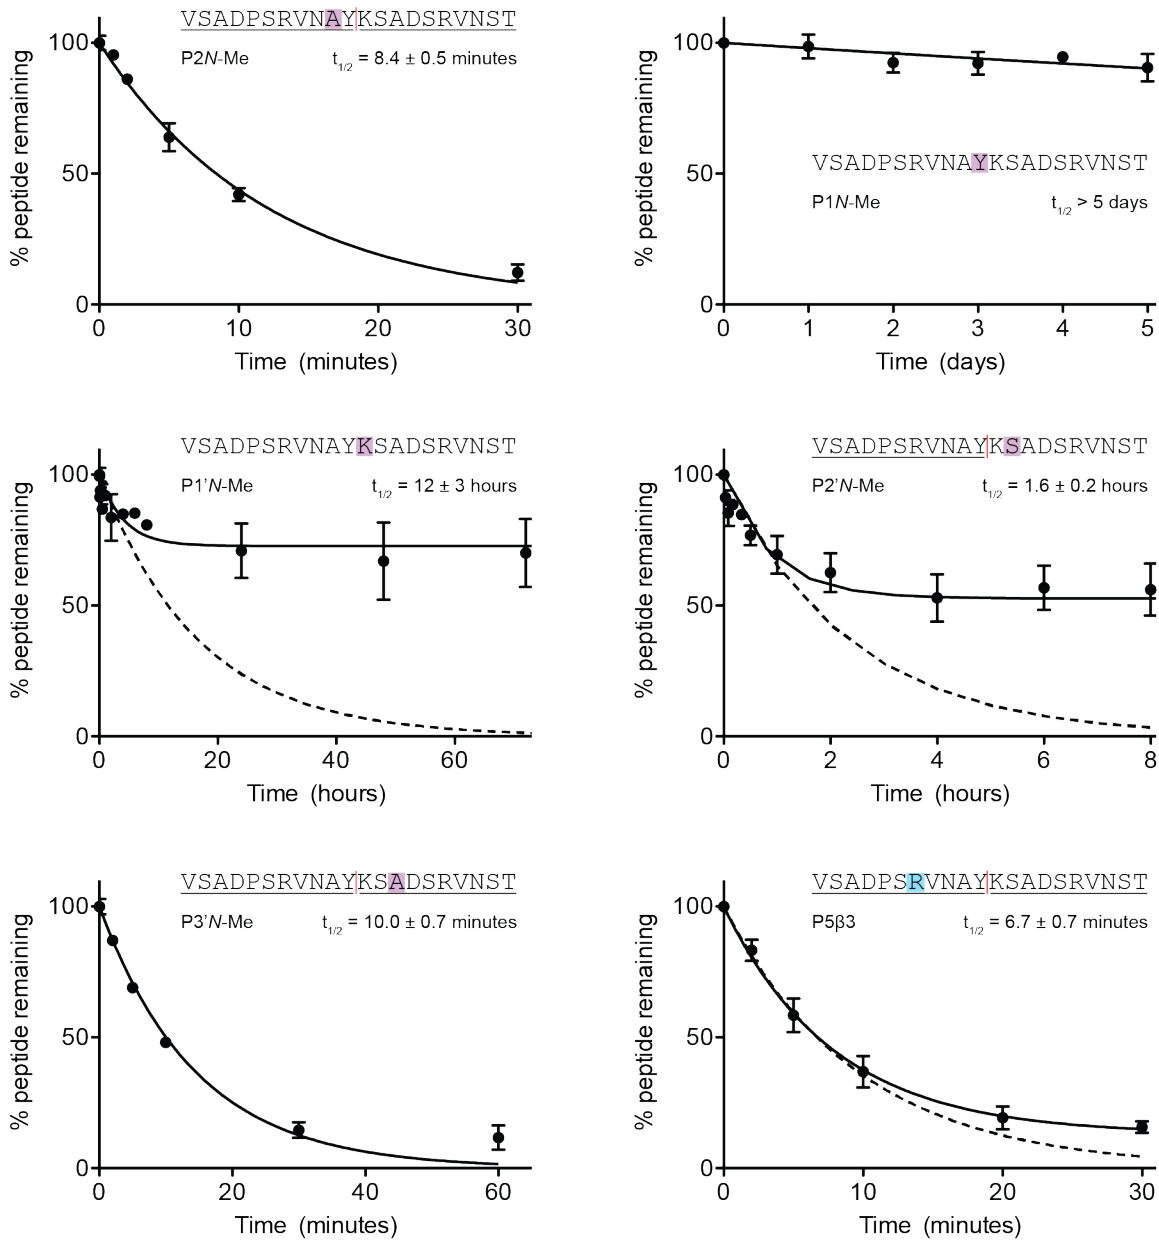 VSADPSRVNAYKSADSRVNST
P2N-Me t1/2 = 8.4 ± 0.5 minutes
% peptide remaining
100
50
0
0 10 20 30
Time (minutes)
VSADPSRVNAYKSADSRVNST
P1N-Me t1/2 > 5 days
% peptide remaining
100
50
0
0 1 2 3 4 5
Time (days)
VSADPSRVNAYKSADSRVNST
P1'N-Me t1/2 = 12 ± 3 hours
% peptide remaining
100
50
0
0 20 40 60
Time (hours)
VSADPSRVNAYKSADSRVNST
P2'N-Me t1/2 = 1.6 ± 0.2 hours
% peptide remaining
100
50
0
0 2 4 6 8
Time (hours)
VSADPSRVNAYKSADSRVNST
P3'N-Me t1/2 = 10.0 ± 0.7 minutes
% peptide remaining
100
50
0
0 20 40 60
Time (minutes)
VSADPSRVNAYKSADSRVNST
P5β3 t1/2 = 6.7 ± 0.7 minutes
% peptide remaining
100
50
0
0 10 20 30
Time (minutes)